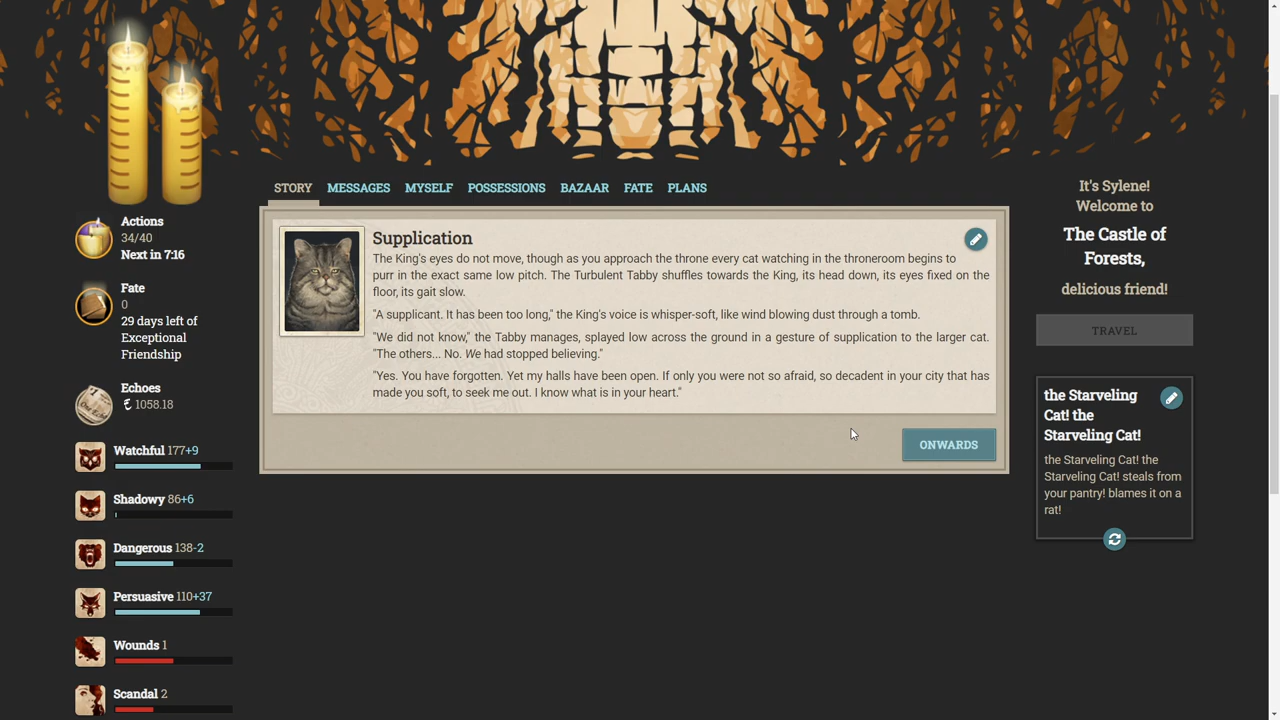 STORY MESSAGES MYSELF POSSESSIONS BAZAAR FATE PLANS
Actions
34/40
Next in 7:16
Fate
0
29 days left of
Exceptional
Friendship
Echoes
1058.18
Watchful 177+9
Shadowy 86+6
Dangerous 138-2
Persuasive 110+37
Wounds 1
Scandal 2
Supplication
The King's eyes do not move, though as you approach the throne every cat watching in the throneroom begins to
purr in the exact same low pitch. The Turbulent Tabby shuffles towards the King, its head down, its eyes fixed on the
floor, its gait slow.
"A supplicant. It has been too long," the King's voice is whisper-soft, like wind blowing dust through a tomb.
"We did not know," the Tabby manages, splayed low across the ground in a gesture of supplication to the larger cat.
"The others... No. We had stopped believing."
"Yes. You have forgotten. Yet my halls have been open. If only you were not so afraid, so decadent in your city that has
made you soft, to seek me out. I know what is in your heart."
ONWARDS
It's Sylene!
Welcome to
The Castle of
Forests,
delicious friend!
TRAVEL
the Starveling
Cat! the
Starveling Cat!
the Starveling Cat! the
Starveling Cat! steals from
your pantry! blames it on a
rat!